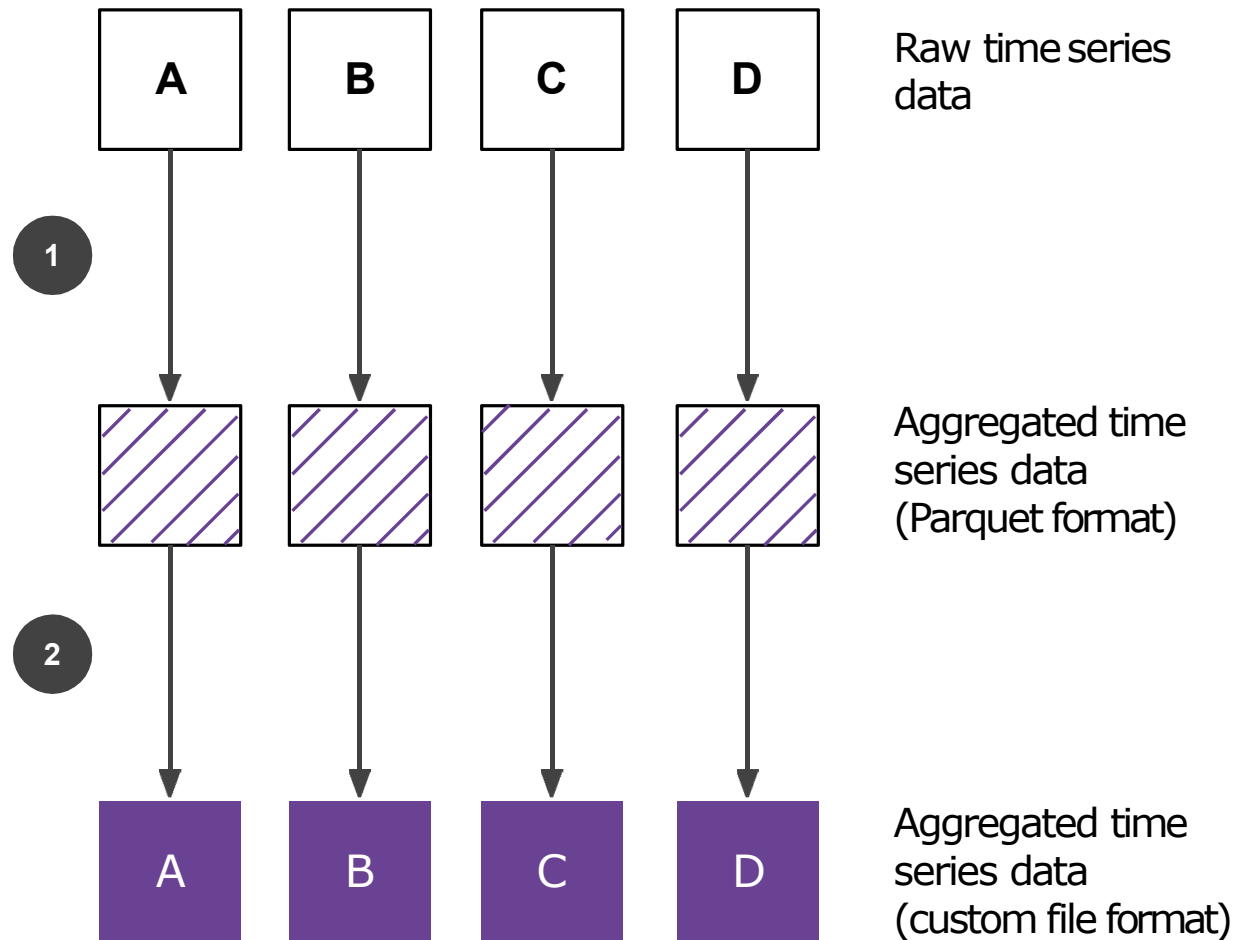 A B C D
Raw time series
data
1
Aggregated time
series data
(Parquet format)
2
A B C D
Aggregated time
series data
(custom file format)